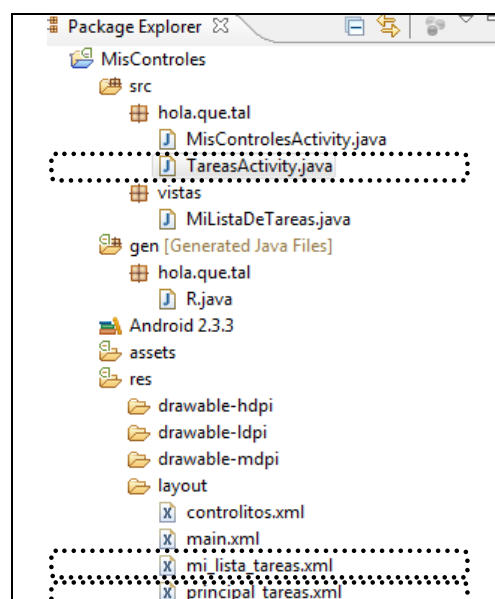 Package Explorer
MisControles
src
hola.que.tal
MisControlesActivity.java
TareasActivity.java
vistas
MiListaDeTareas.java
gen [Generated Java Files]
hola.que.tal
R.java
Android 2.3.3
assets
res
drawable-hdpi
drawable-ldpi
drawable-mdpi
layout
controlitos.xml
main.xml
mi_lista_tareas.xml
principal_tareas.xml